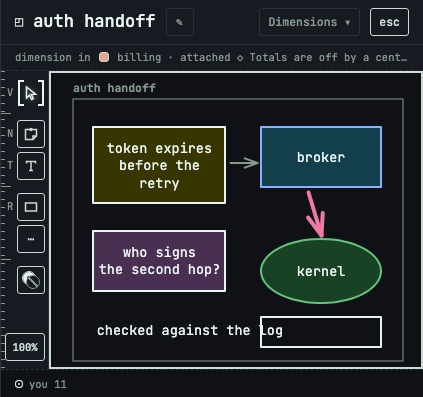 auth handoff
Dimensions
esc
dimension in billing · attached ◇ Totals are off by a cent…
V
N
T
R
100%
auth handoff
token expires
before the
retry
broker
who signs
the second hop?
kernel
checked against the log
you 11